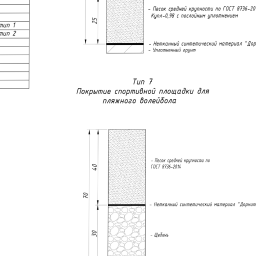 тип 1
тип 2
25
- Песок средней крупности по ГОСТ 8736-20
Купл-0,98 с послойным уплотнением
- Нетканый синтетический материал "Дорн
- Уплотненный грунт
Тип 7
Покрытие спортивной площадки для
пляжного волейбола
70
40
- Песок средней крупности по
ГОСТ 8736-2014
- Нетканый синтетический материал "Дорнит
30
- Щебень